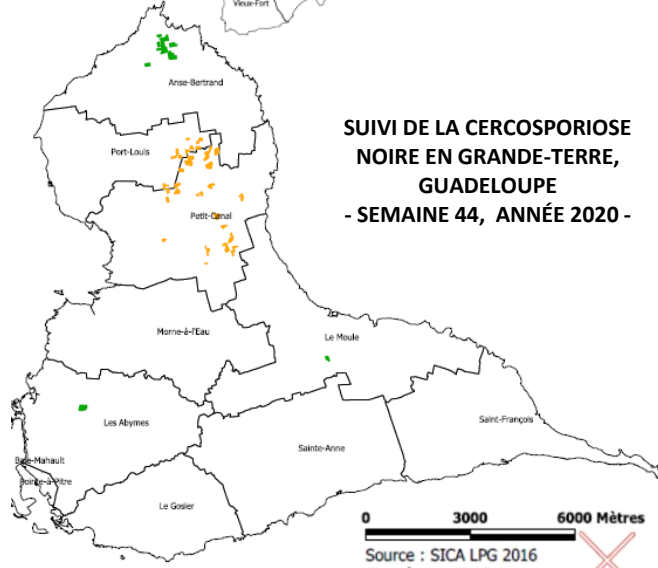 Vieux-Fort
Anse-Bertrand
SUIVI DE LA CERCOSPORIOSE
NOIRE EN GRANDE-TERRE,
GUADELOUPE
- SEMAINE 44, ANNÉE 2020 -
Port-Louis
Petit-Canal
Morne-à-l'Eau
Le Moule
Les Abymes
Saint-François
Sainte-Anne
Baie-Mahault
Pointe-à-Pitre
Le Gosier
0 3000 6000 Mètres
Source : SICA LPG 2016